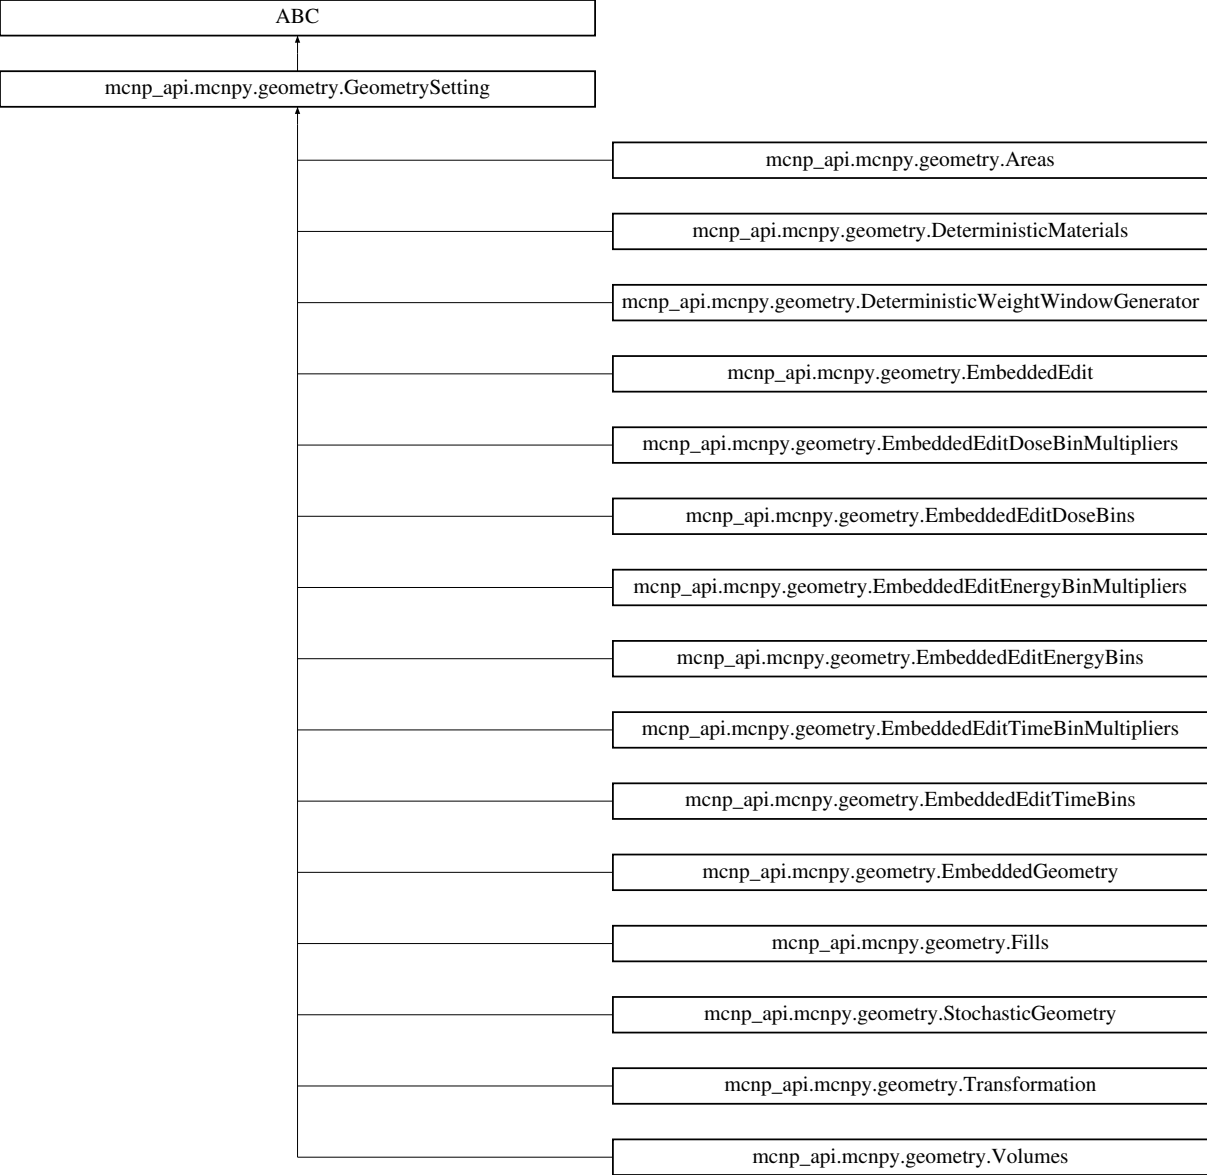 ABC
mcnp_api.mcnpy.geometry.GeometrySetting
mcnp_api.mcnpy.geometry.Areas
mcnp_api.mcnpy.geometry.DeterministicMaterials
mcnp_api.mcnpy.geometry.DeterministicWeightWindowGenerator
mcnp_api.mcnpy.geometry.EmbeddedEdit
mcnp_api.mcnpy.geometry.EmbeddedEditDoseBinMultipliers
mcnp_api.mcnpy.geometry.EmbeddedEditDoseBins
mcnp_api.mcnpy.geometry.EmbeddedEditEnergyBinMultipliers
mcnp_api.mcnpy.geometry.EmbeddedEditEnergyBins
mcnp_api.mcnpy.geometry.EmbeddedEditTimeBinMultipliers
mcnp_api.mcnpy.geometry.EmbeddedEditTimeBins
mcnp_api.mcnpy.geometry.EmbeddedGeometry
mcnp_api.mcnpy.geometry.Fills
mcnp_api.mcnpy.geometry.StochasticGeometry
mcnp_api.mcnpy.geometry.Transformation
mcnp_api.mcnpy.geometry.Volumes